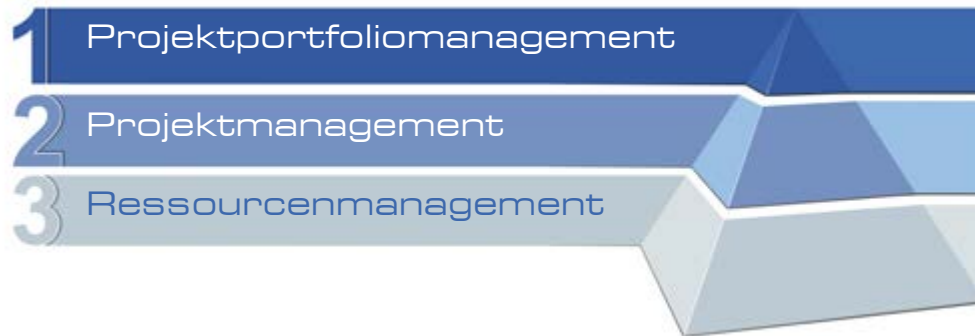 1 Projektportfoliomanagement
2 Projektmanagement
3 Ressourcenmanagement